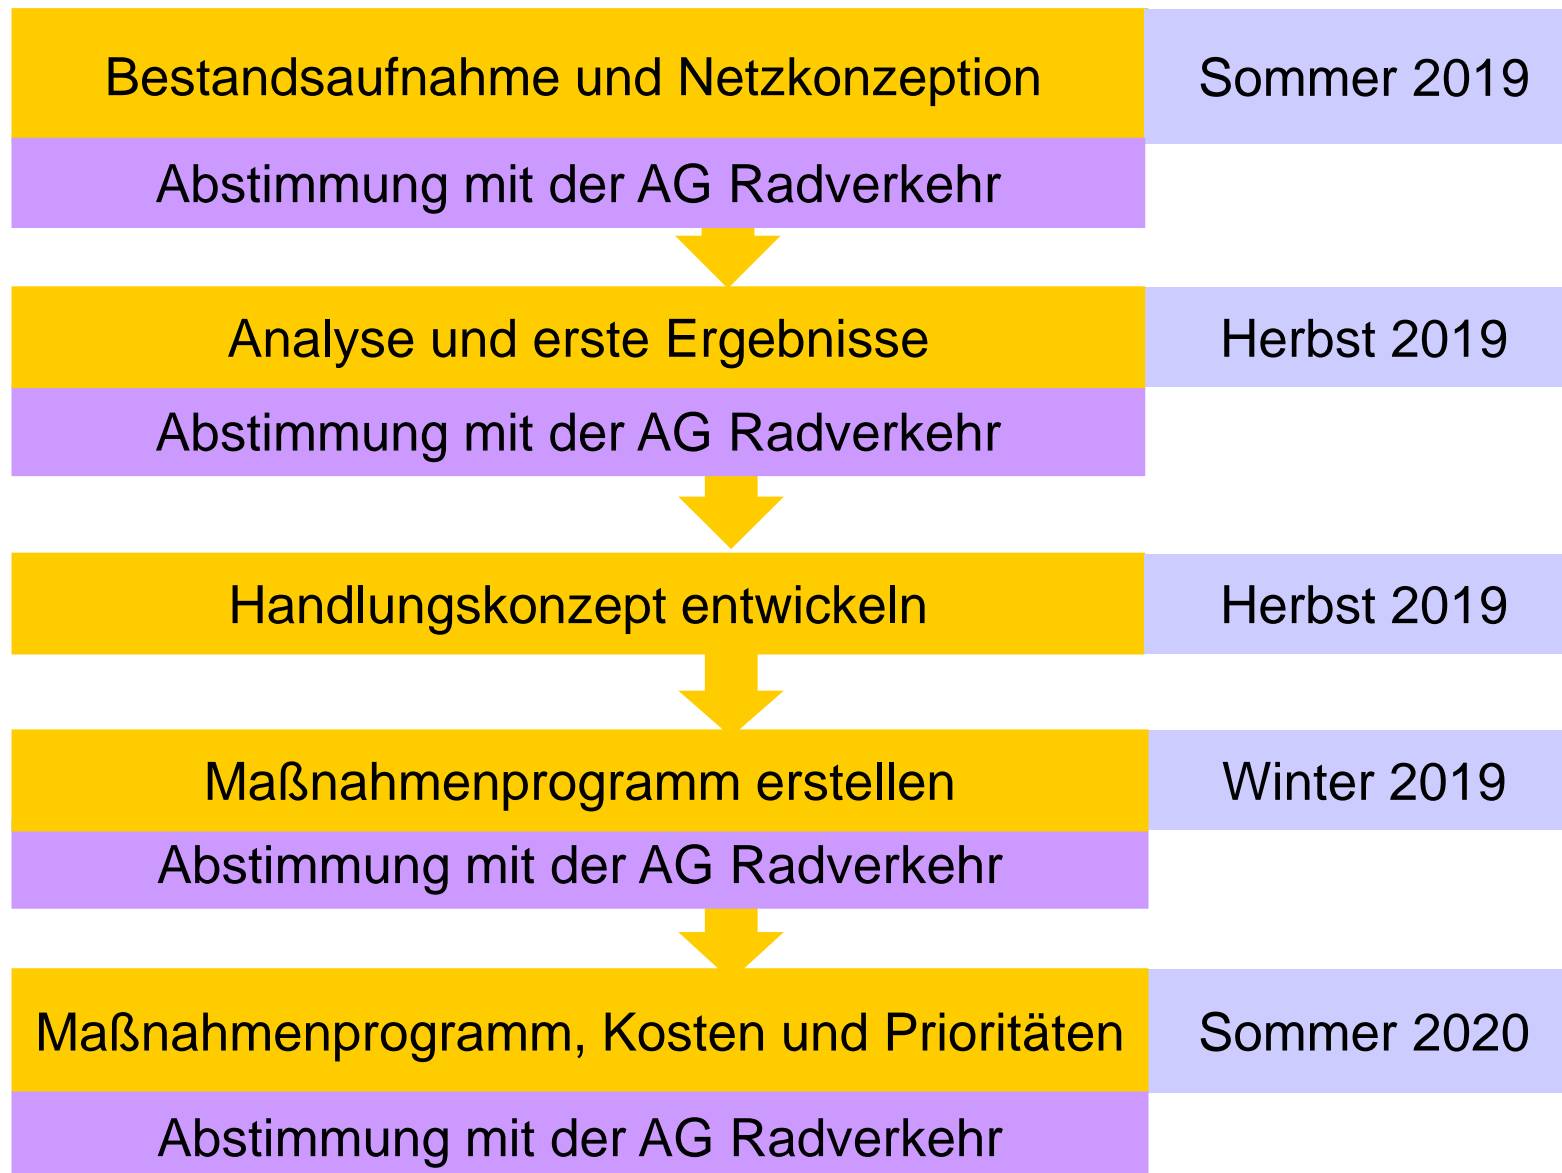 Bestandsaufnahme und Netzkonzeption
Sommer 2019
Abstimmung mit der AG Radverkehr
Analyse und erste Ergebnisse
Herbst 2019
Abstimmung mit der AG Radverkehr
Handlungskonzept entwickeln
Herbst 2019
Maßnahmenprogramm erstellen
Winter 2019
Abstimmung mit der AG Radverkehr
Maßnahmenprogramm, Kosten und Prioritäten
Sommer 2020
Abstimmung mit der AG Radverkehr